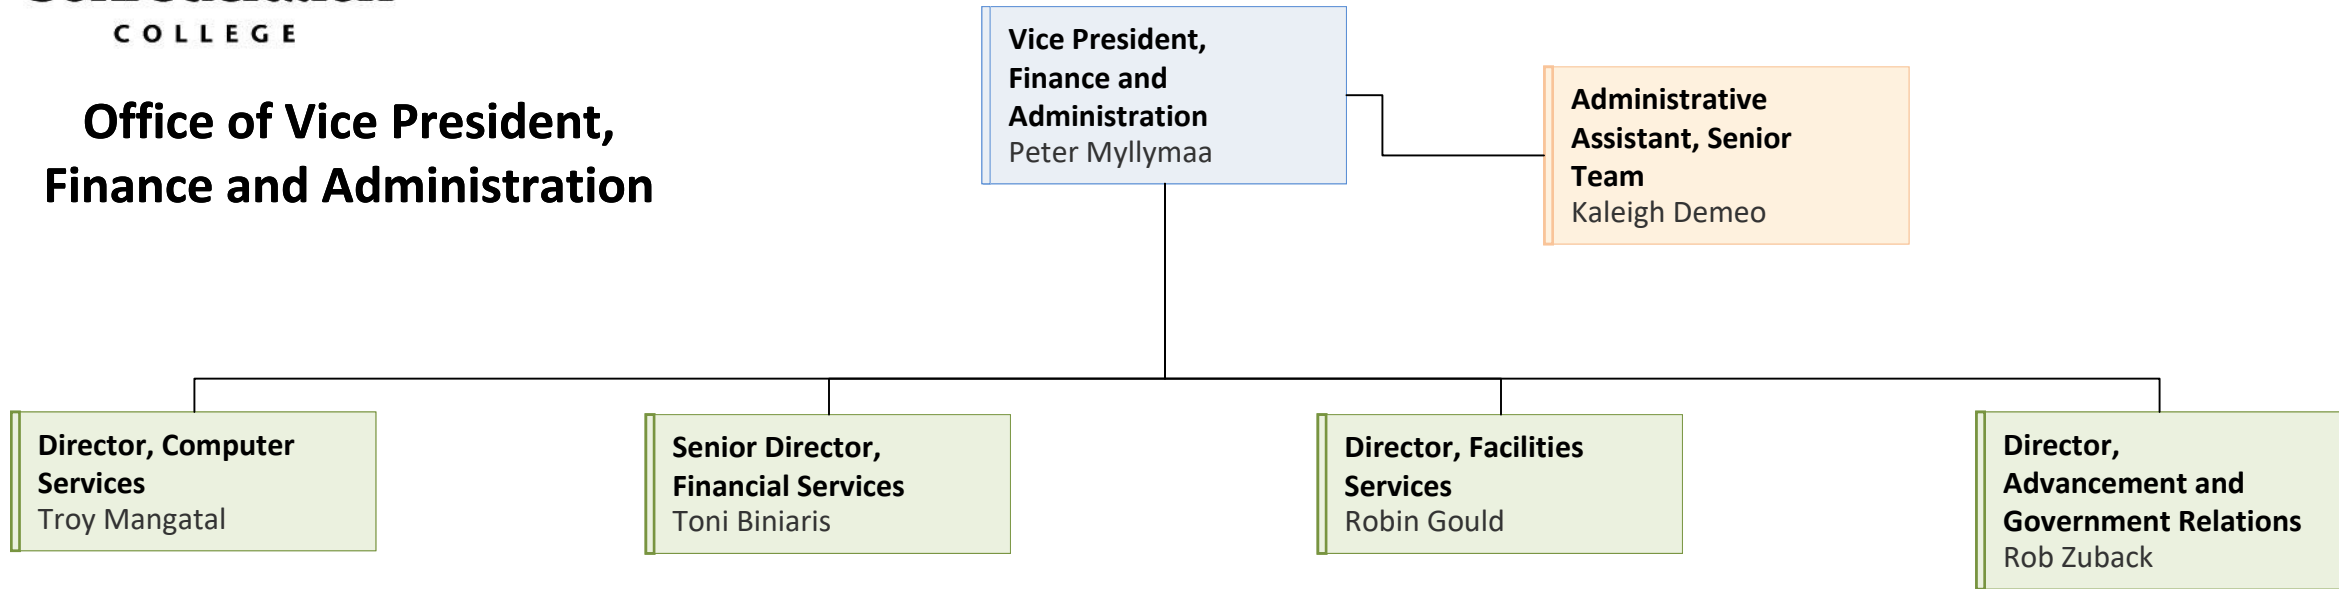 COLLEGE
Office of Vice President,
Finance and Administration
Vice President,
Finance and
Administration
Peter Myllymaa
Administrative
Assistant, Senior
Team
Kaleigh Demeo
Director, Computer
Services
Troy Mangatal
Senior Director,
Financial Services
Toni Biniaris
Director, Facilities
Services
Robin Gould
Director,
Advancement and
Government Relations
Rob Zuback